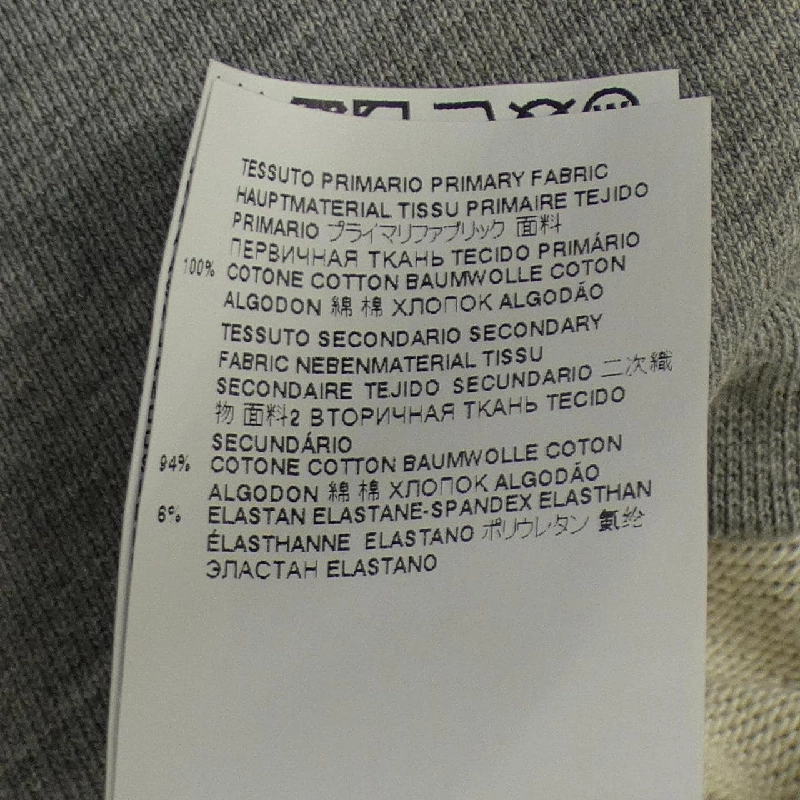 TESSUTO PRIMARIO PRIMARY FABRIC
HAUPTMATERIAL TISSU PRIMAIRE TEJIDO
PRIMARIO プライマリファブリック 面料
ПЕРВИЧНАЯ ТКАНЬ TECIDO PRIMÁRIO
100% COTONE COTTON BAUMWOLLE COTON
ALGODON 綿 棉 ХЛОПОК ALGODÃO
TESSUTO SECONDARIO SECONDARY
FABRIC NEBENMATERIAL TISSU
SECONDAIRE TEJIDO SECUNDARIO 二次織
物 面料2 ВТОРИЧНАЯ ТКАНЬ TECIDO
SECUNDÁRIO
94% COTONE COTTON BAUMWOLLE COTON
ALGODON 綿 棉 ХЛОПОК ALGODÃO
6% ELASTAN ELASTANE-SPANDEX ELASTHAN
ÉLASTHANNE ELASTANO ポリウレタン 氨纶
ЭЛАСТАН ELASTANO